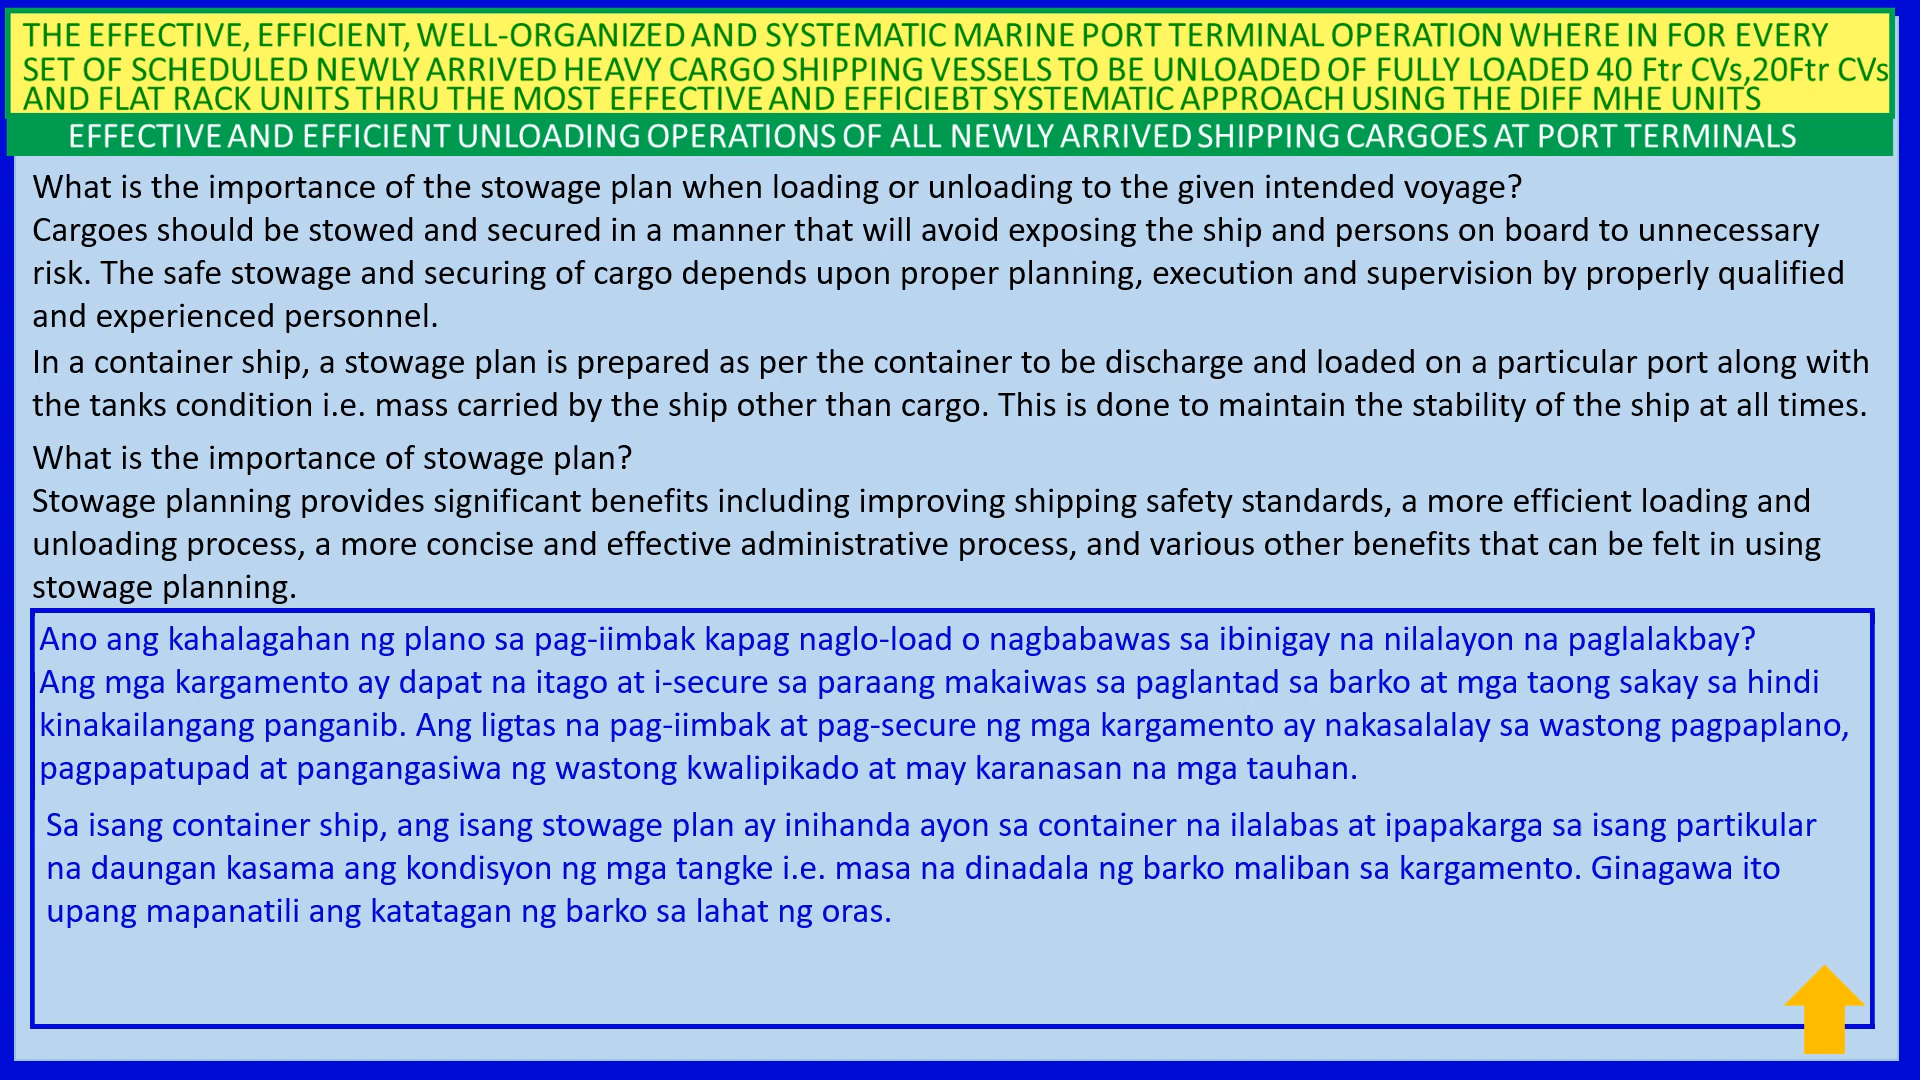 THE EFFECTIVE, EFFICIENT, WELL-ORGANIZED AND SYSTEMATIC MARINE PORT TERMINAL OPERATION WHERE IN FOR EVERY
SET OF SCHEDULED NEWLY ARRIVED HEAVY CARGO SHIPPING VESSELS TO BE UNLOADED OF FULLY LOADED 40 Ftr CVs,20Ftr CVs
AND FLAT RACK UNITS THRU THE MOST EFFECTIVE AND EFFICIEBT SYSTEMATIC APPROACH USING THE DIFF MHE UNITS
EFFECTIVE AND EFFICIENT UNLOADING OPERATIONS OF ALL NEWLY ARRIVED SHIPPING CARGOES AT PORT TERMINALS
What is the importance of the stowage plan when loading or unloading to the given intended voyage?
Cargoes should be stowed and secured in a manner that will avoid exposing the ship and persons on board to unnecessary
risk. The safe stowage and securing of cargo depends upon proper planning, execution and supervision by properly qualified
and experienced personnel.
In a container ship, a stowage plan is prepared as per the container to be discharge and loaded on a particular port along with
the tanks condition i.e. mass carried by the ship other than cargo. This is done to maintain the stability of the ship at all times.
What is the importance of stowage plan?
Stowage planning provides significant benefits including improving shipping safety standards, a more efficient loading and
unloading process, a more concise and effective administrative process, and various other benefits that can be felt in using
stowage planning.
Ano ang kahalagahan ng plano sa pag-iimbak kapag naglo-load o nagbabawas sa ibinigay na nilalayon na paglalakbay?
Ang mga kargamento ay dapat na itago at i-secure sa paraang makaiwas sa paglantad sa barko at mga taong sakay sa hindi
kinakailangang panganib. Ang ligtas na pag-iimbak at pag-secure ng mga kargamento ay nakasalalay sa wastong pagpaplano,
pagpapatupad at pangangasiwa ng wastong kwalipikado at may karanasan na mga tauhan.
Sa isang container ship, ang isang stowage plan ay inihanda ayon sa container na ilalabas at ipapakarga sa isang partikular
na daungan kasama ang kondisyon ng mga tangke i.e. masa na dinadala ng barko maliban sa kargamento. Ginagawa ito
upang mapanatili ang katatagan ng barko sa lahat ng oras.